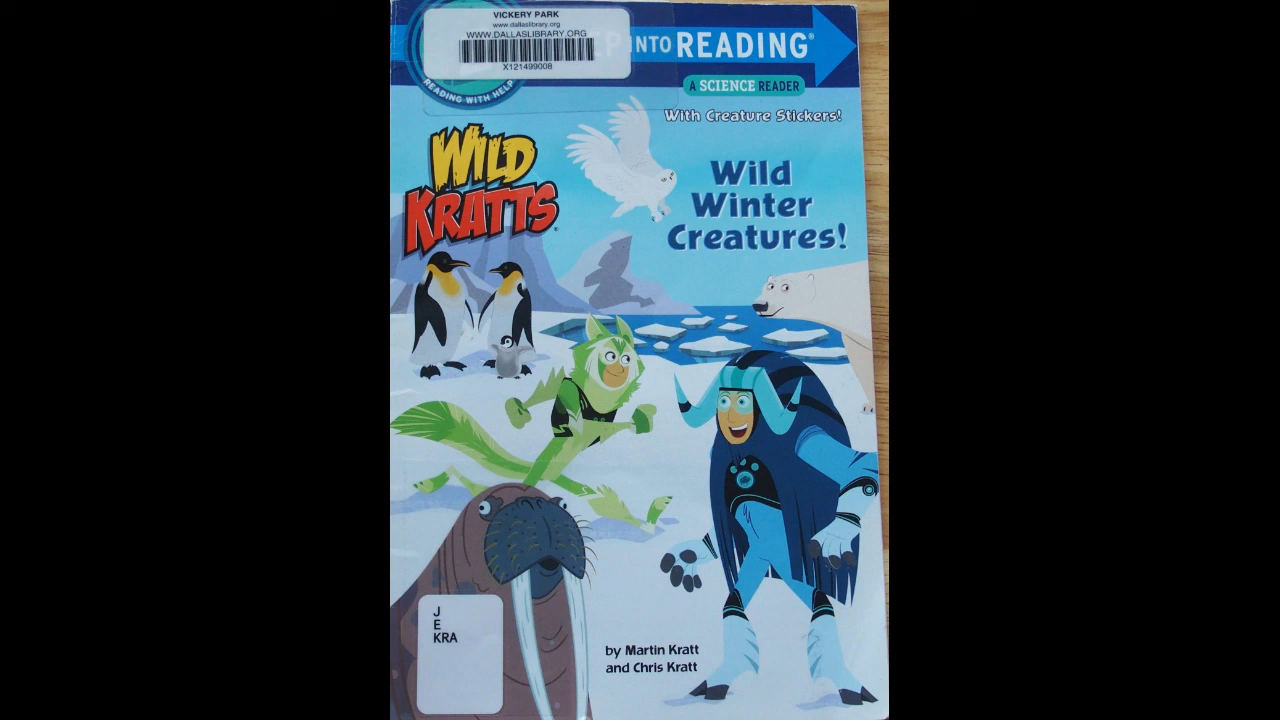 VICKERY PARK
www.dallaslibrary.org
WWW.DALLASLIBRARY.ORG
X121499008
EP INTO READING®
READING WITH HELP
A SCIENCE READER
With Creature Stickers!
WILD
KRATTS®
Wild
Winter
Creatures!
J
E
KRA
by Martin Kratt
and Chris Kratt